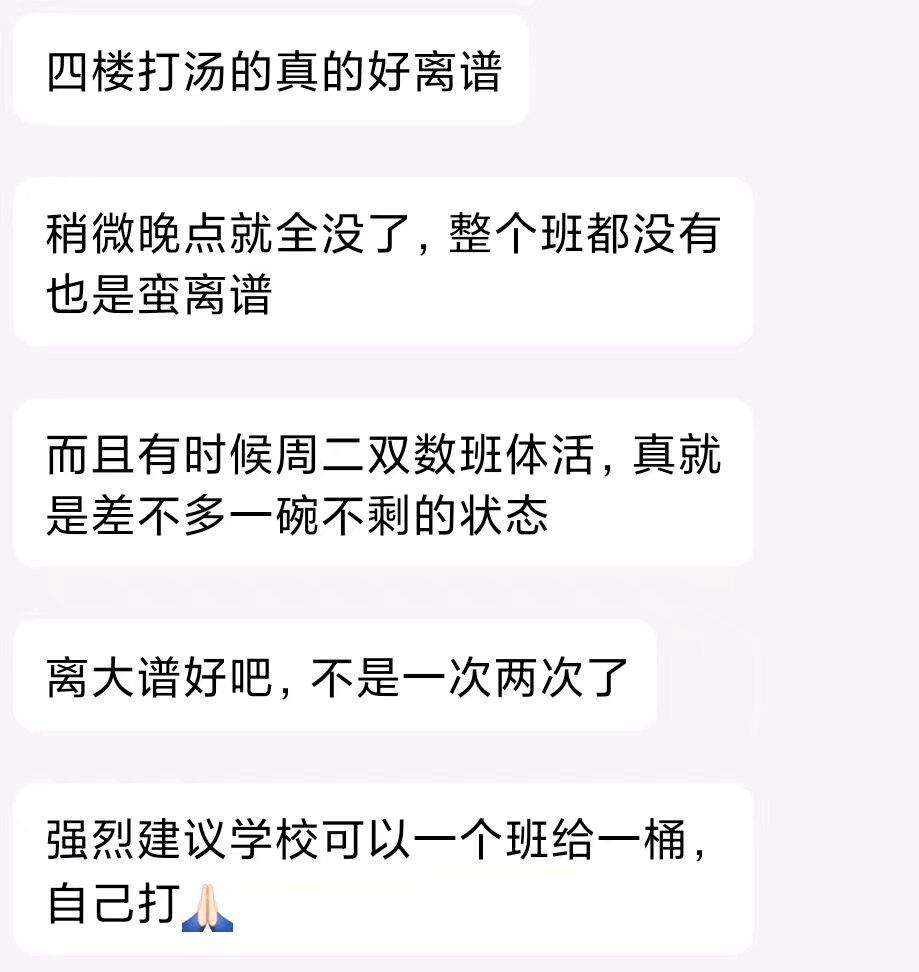 四楼打汤的真的好离谱
稍微晚点就全没了，整个班都没有
也是蛮离谱
而且有时候周二双数班体活，真就
是差不多一碗不剩的状态
离大谱好吧，不是一次两次了
强烈建议学校可以一个班给一桶，
自己打🙏🏻